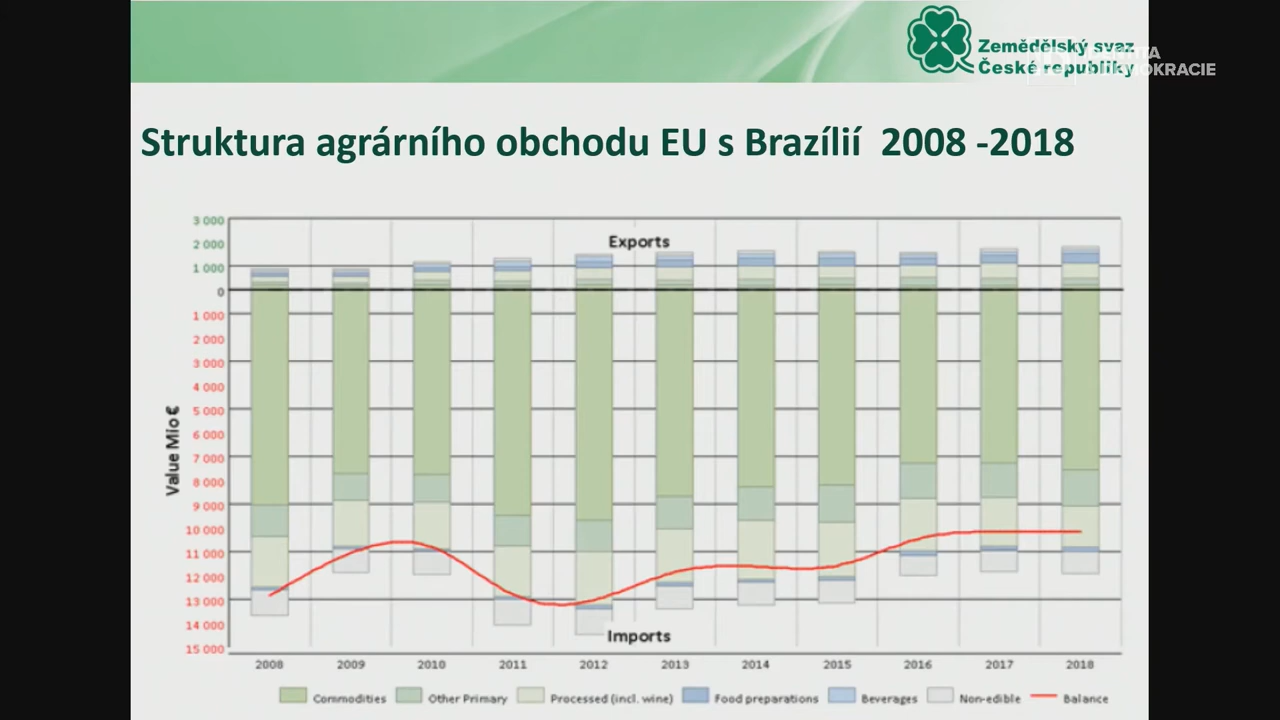 Zemědělský svaz
České republiky
Struktura agrárního obchodu EU s Brazílií 2008 -2018
3 000
2 000
1 000
0
1 000
2 000
3 000
4 000
5 000
6 000
7 000
8 000
9 000
10 000
11 000
12 000
13 000
14 000
15 000
Value Mio €
Exports
Imports
2008 2009 2010 2011 2012 2013 2014 2015 2016 2017 2018
Commodities Other Primary Processed (incl. wine) Food preparations Beverages Non-edible Balance